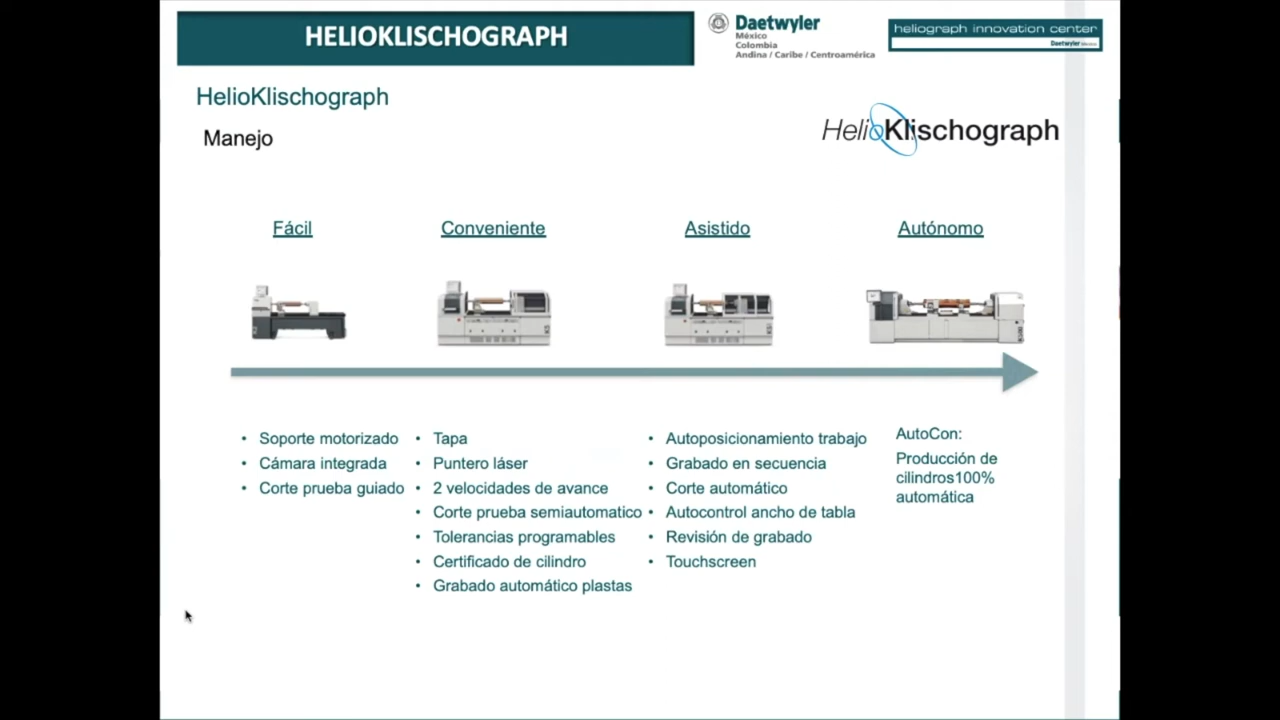 HELIOKLISCHOGRAPH
Daetwyler
México
Colombia
Andina / Caribe / Centroamérica
heliograph innovation center
Daetwyler
HelioKlischograph
Manejo
HelioKlischograph
Fácil
Conveniente
Asistido
Autónomo
• Soporte motorizado
• Cámara integrada
• Corte prueba guiado
• Tapa
• Puntero láser
• 2 velocidades de avance
• Corte prueba semiautomatico
• Tolerancias programables
• Certificado de cilindro
• Grabado automático plastas
• Autoposicionamiento trabajo
• Grabado en secuencia
• Corte automático
• Autocontrol ancho de tabla
• Revisión de grabado
• Touchscreen
AutoCon:
Producción de
cilindros100%
automática